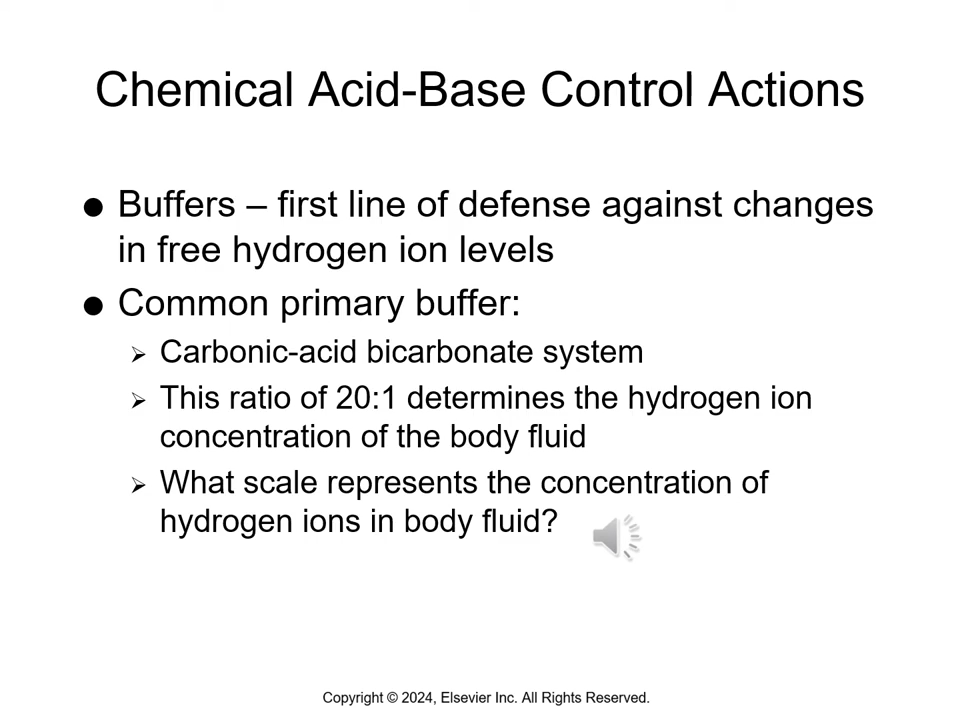 Chemical Acid-Base Control Actions
● Buffers – first line of defense against changes
in free hydrogen ion levels
● Common primary buffer:
➢ Carbonic-acid bicarbonate system
➢ This ratio of 20:1 determines the hydrogen ion
concentration of the body fluid
➢ What scale represents the concentration of
hydrogen ions in body fluid?
Copyright © 2024, Elsevier Inc. All Rights Reserved.